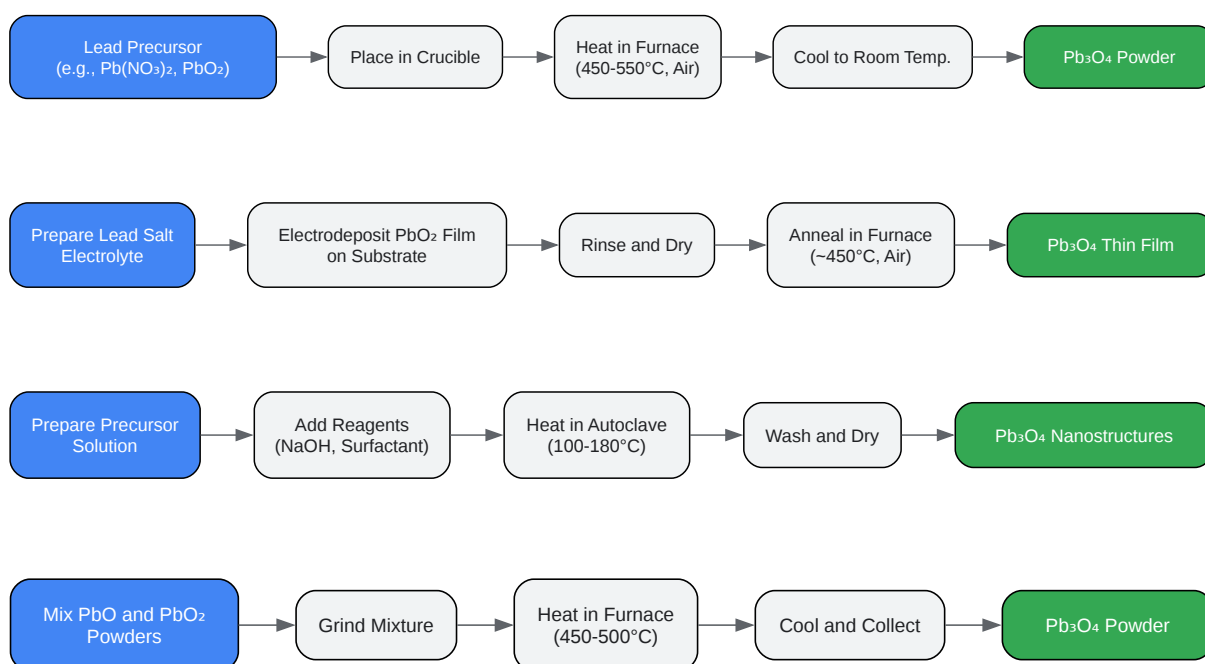 Lead Precursor
(e.g., Pb(NO₃)₂, PbO₂)
Place in Crucible
Heat in Furnace
(450-550°C, Air)
Cool to Room Temp.
Pb₃O₄ Powder
Prepare Lead Salt
Electrolyte
Electrodeposit PbO₂ Film
on Substrate
Rinse and Dry
Anneal in Furnace
(~450°C, Air)
Pb₃O₄ Thin Film
Prepare Precursor
Solution
Add Reagents
(NaOH, Surfactant)
Heat in Autoclave
(100-180°C)
Wash and Dry
Pb₃O₄ Nanostructures
Mix PbO and PbO₂
Powders
Grind Mixture
Heat in Furnace
(450-500°C)
Cool and Collect
Pb₃O₄ Powder